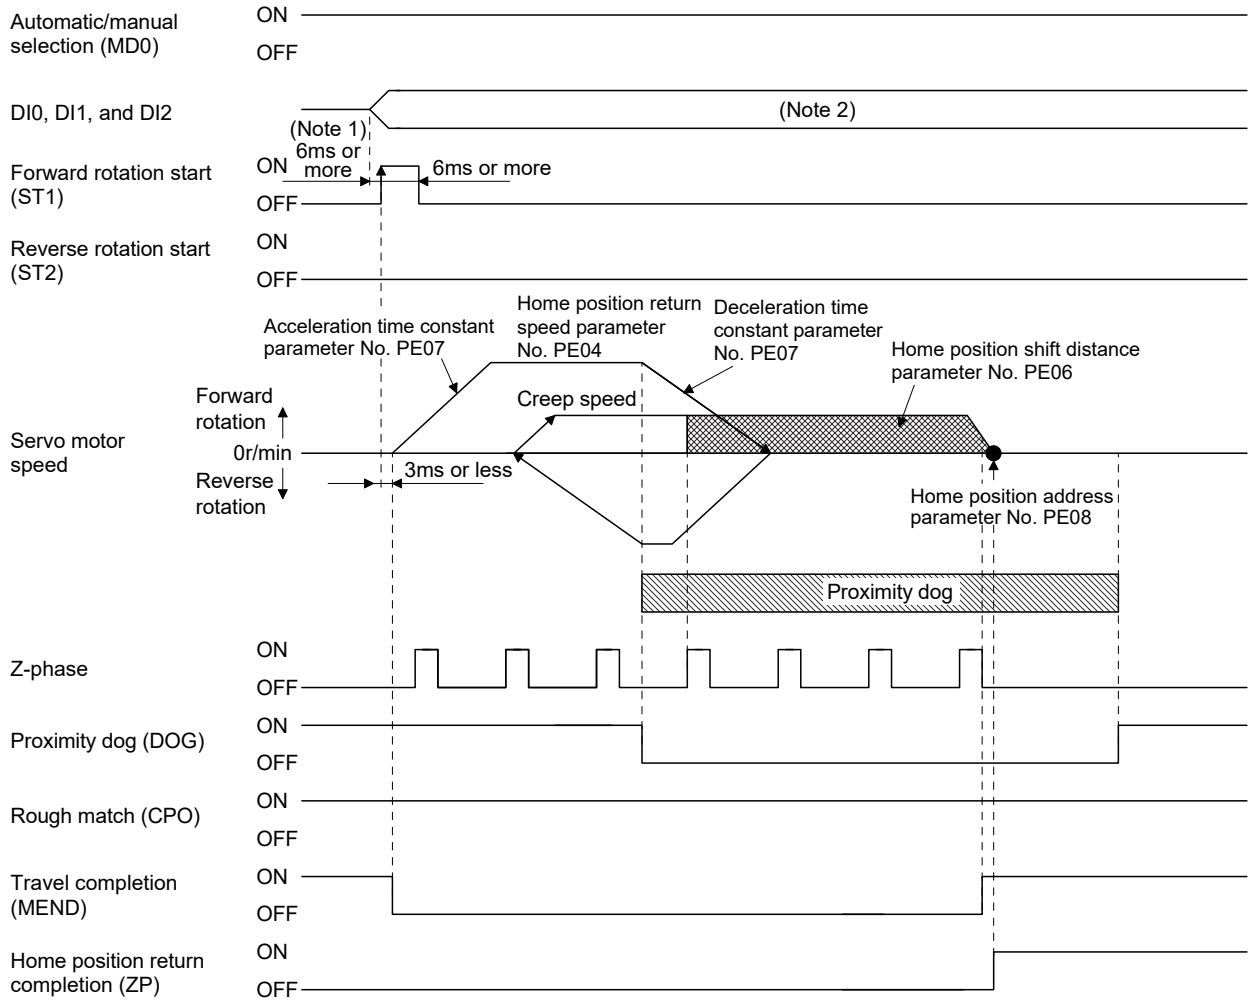 Automatic/manual
selection (MD0)
ON
OFF
DI0, DI1, and DI2
(Note 2)
(Note 1)
6ms or
more
6ms or more
Forward rotation start
(ST1)
ON
OFF
Reverse rotation start
(ST2)
ON
OFF
Acceleration time constant
parameter No. PE07
Home position return
speed parameter
No. PE04
Deceleration time
constant parameter
No. PE07
Home position shift distance
parameter No. PE06
Creep speed
Servo motor
speed
Forward
rotation
0r/min
Reverse
rotation
3ms or less
Home position address
parameter No. PE08
Proximity dog
Z-phase
ON
OFF
Proximity dog (DOG)
ON
OFF
Rough match (CPO)
ON
OFF
Travel completion
(MEND)
ON
OFF
Home position return
completion (ZP)
ON
OFF